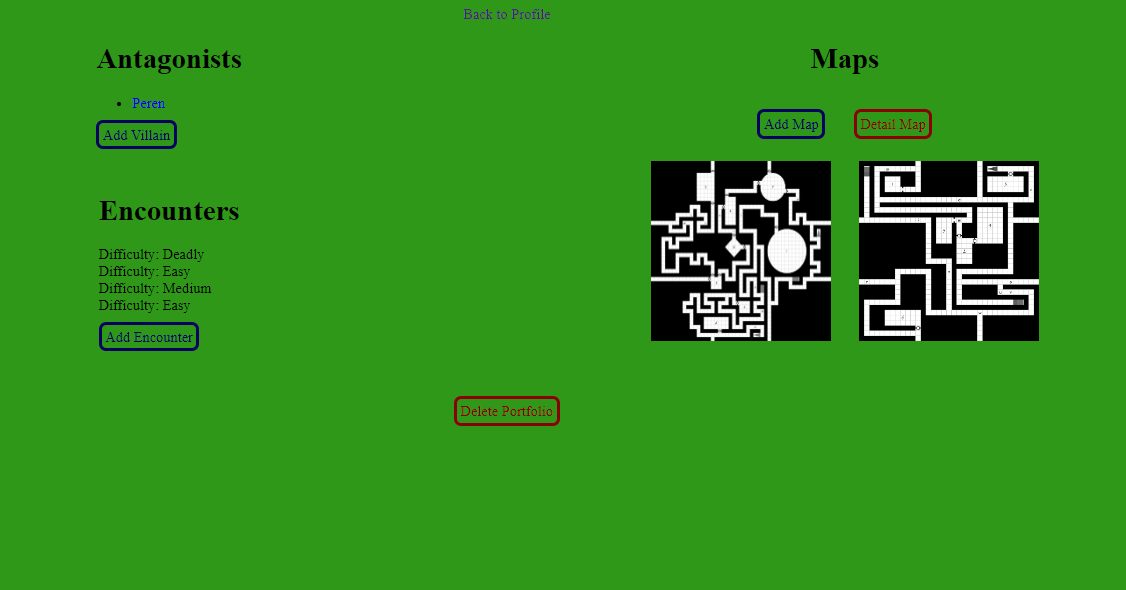 Back to Profile
Antagonists
Peren
Add Villain
Encounters
Difficulty: Deadly
Difficulty: Easy
Difficulty: Medium
Difficulty: Easy
Add Encounter
Maps
Add Map
Detail Map
Delete Portfolio